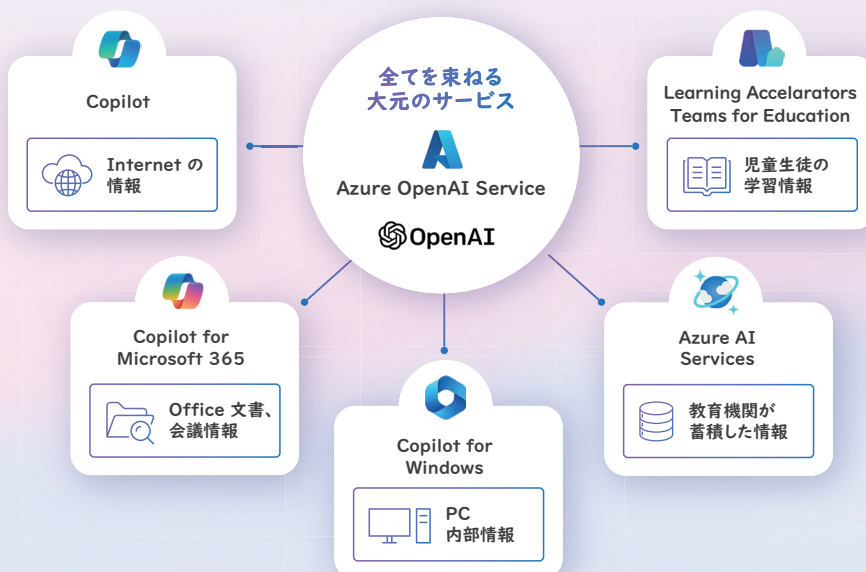 全てを束ねる
大元のサービス
Azure OpenAI Service
OpenAI
Copilot
Internet の
情報
Learning Accelarators
Teams for Education
児童生徒の
学習情報
Copilot for
Microsoft 365
Office 文書、
会議情報
Copilot for
Windows
PC
内部情報
Azure AI
Services
教育機関が
蓄積した情報